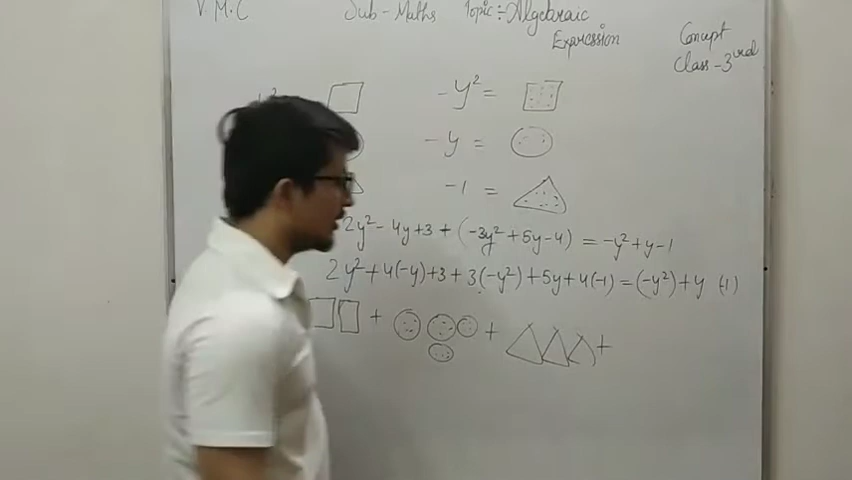 V.M.C Sub-Maths Topic:-Algebraic
Expression
Concept
Class-3rd
-y² =
-y =
-1 =
2y²-4y+3+(-3y²+5y-4) = -y²+y-1
2y²+4(-y)+3+3(-y²)+5y+4(-1)=(-y²)+y (-1)
+ + +